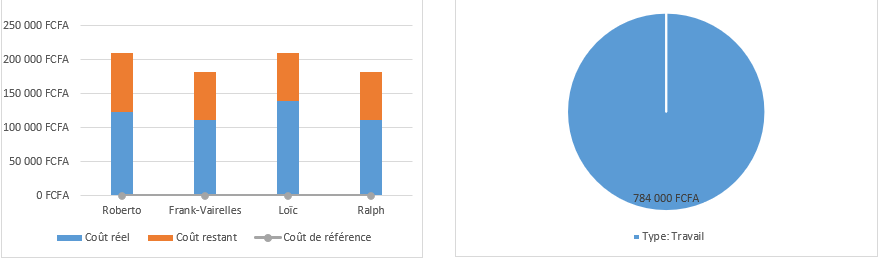 250 000 FCFA
200 000 FCFA
150 000 FCFA
100 000 FCFA
50 000 FCFA
0 FCFA
Roberto Frank-Vairelles Loïc Ralph
Coût réel Coût restant Coût de référence
784 000 FCFA
Type: Travail